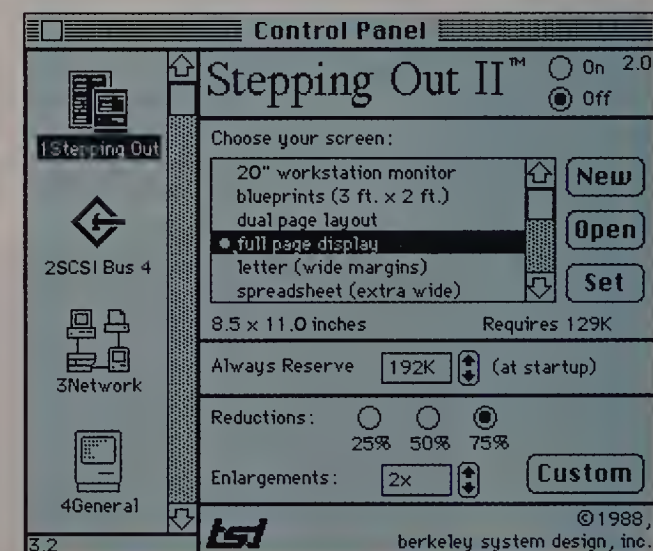 Control Panel
Stepping Out II™
On 2.0
Off
1Stepping Out
2SCSI Bus 4
3Network
4General
3.2
Choose your screen:
20" workstation monitor
blueprints (3 ft. x 2 ft.)
dual page layout
full page display
letter (wide margins)
spreadsheet (extra wide)
New
Open
Set
8.5 x 11.0 inches Requires 129K
Always Reserve 192K (at startup)
Reductions:
25% 50% 75%
Enlargements: 2x Custom
bsd
©1988,
berkeley system design, inc.